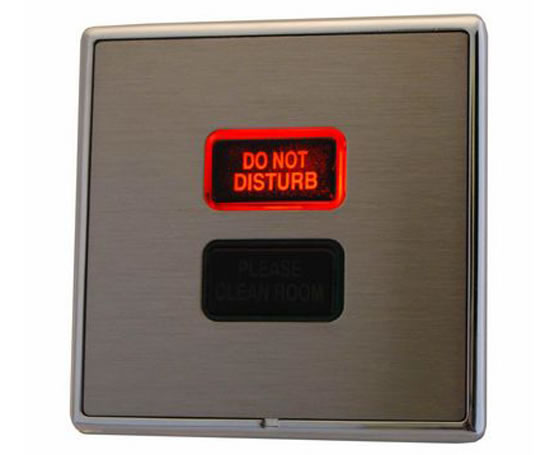 DO NOT
DISTURB
PLEASE
CLEAN ROOM